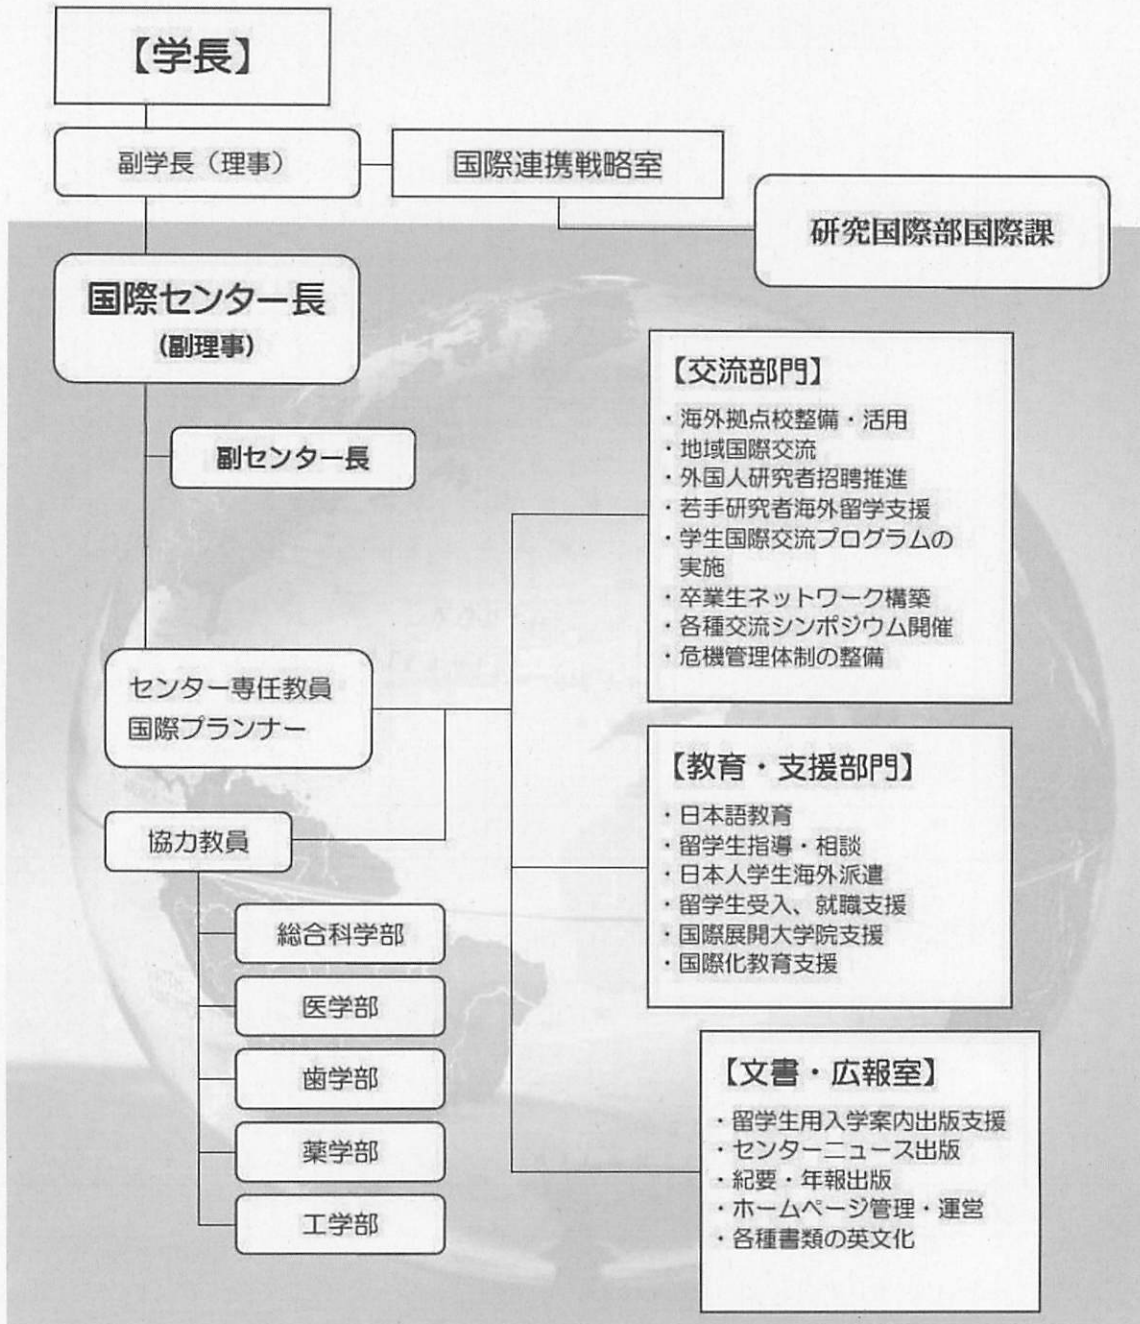 【学長】
副学長（理事）
国際連携戦略室
研究国際部国際課
国際センター長
(副理事)
副センター長
センター専任教員
国際プランナー
協力教員
総合科学部
医学部
歯学部
薬学部
工学部
【交流部門】
・海外拠点校整備・活用
・地域国際交流
・外国人研究者招聘推進
・若手研究者海外留学支援
・学生国際交流プログラムの
実施
・卒業生ネットワーク構築
・各種交流シンポジウム開催
・危機管理体制の整備
【教育・支援部門】
・日本語教育
・留学生指導・相談
・日本人学生海外派遣
・留学生受入、就職支援
・国際展開大学院支援
・国際化教育支援
【文書・広報室】
・留学生用入学案内出版支援
・センターニュース出版
・紀要・年報出版
・ホームページ管理・運営
・各種書類の英文化